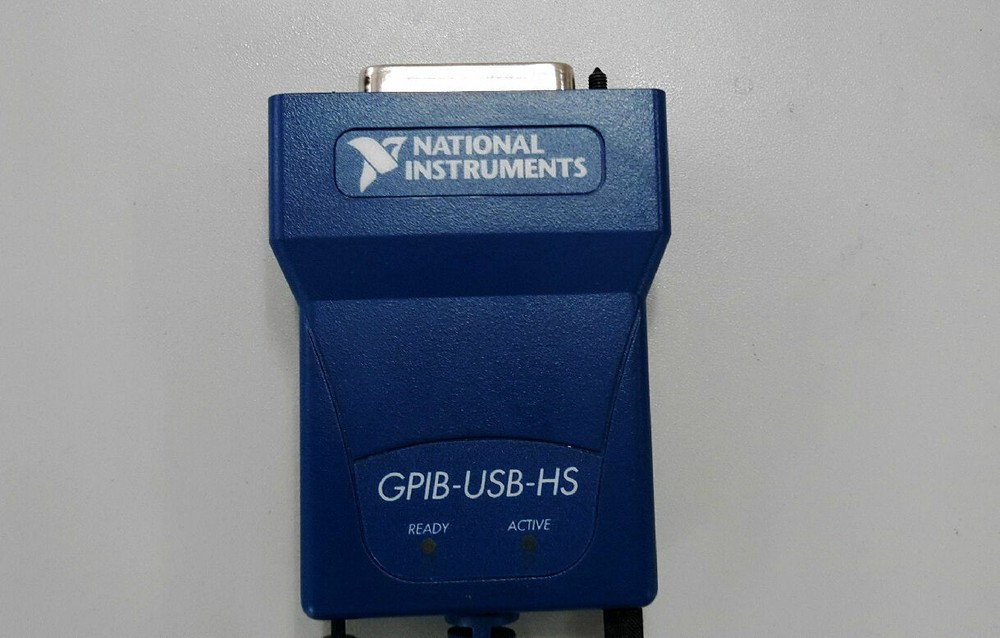 NATIONAL
INSTRUMENTS
GPIB-USB-HS
READY ACTIVE